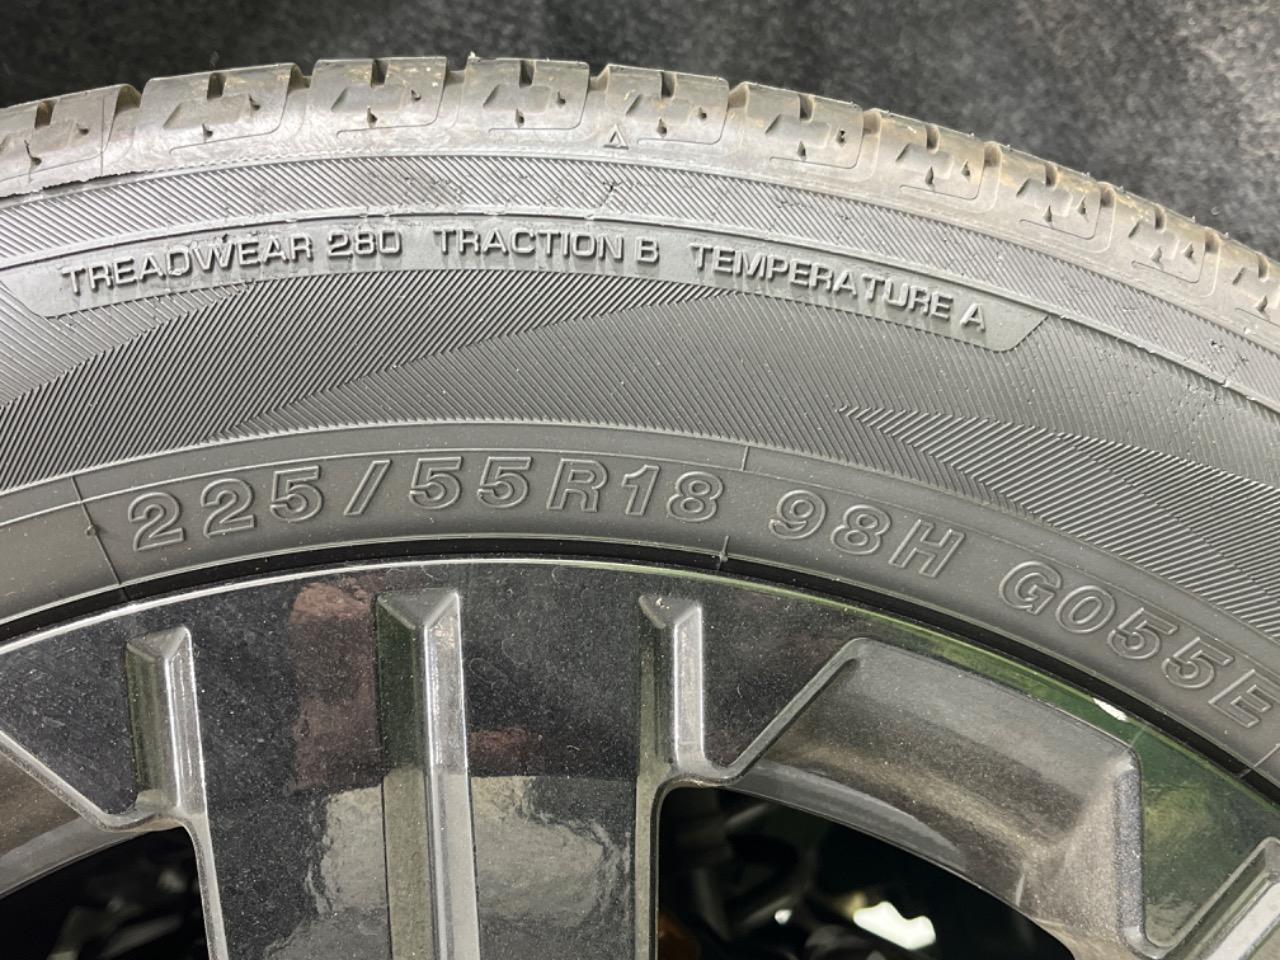 TREADWEAR 280 TRACTION B TEMPERATURE A
225/55R18 98H G055E